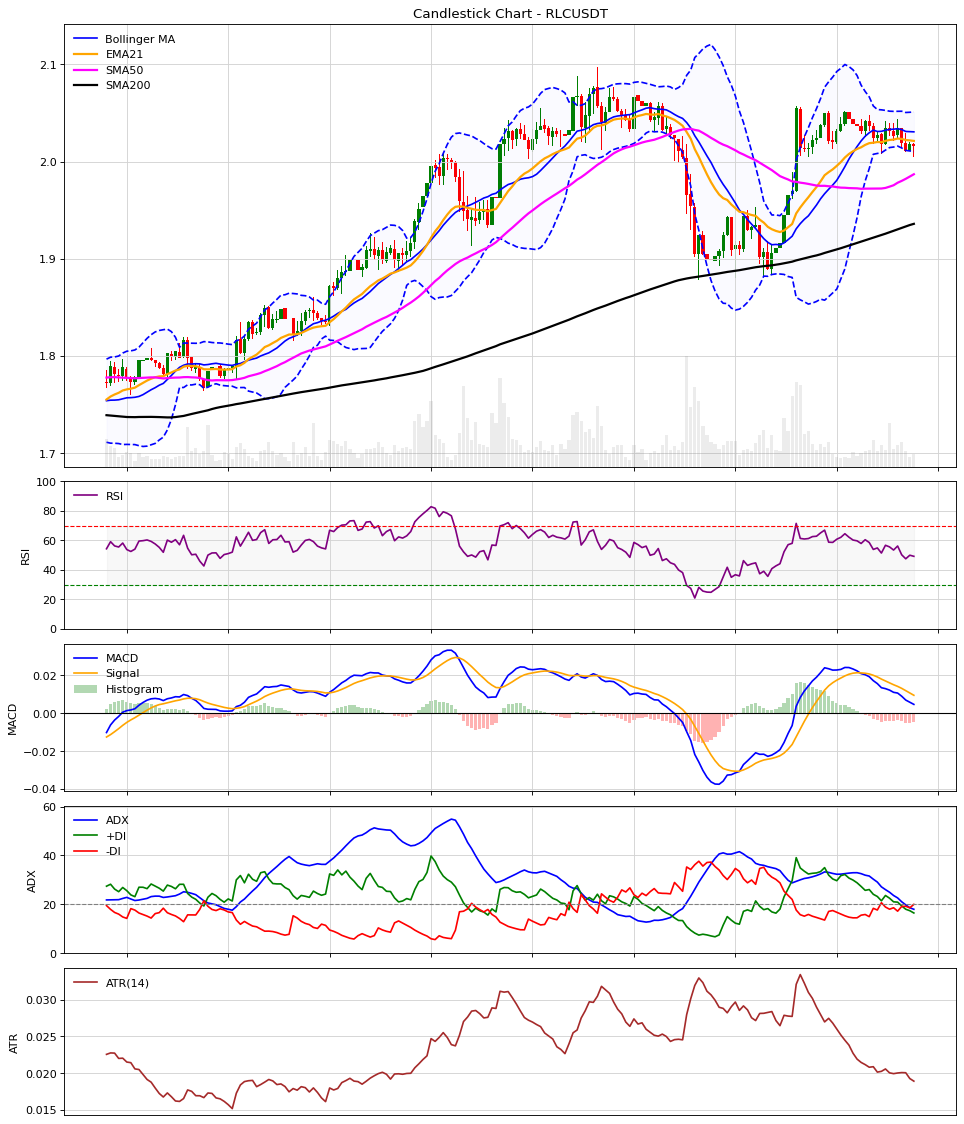 Candlestick Chart - RLCUSDT
Bollinger MA
EMA21
SMA50
SMA200
2.1
2.0
1.9
1.8
1.7
RSI
RSI
100
80
60
40
20
0
MACD
Signal
Histogram
MACD
0.02
0.00
−0.02
−0.04
ADX
+DI
-DI
ADX
60
40
20
0
ATR(14)
ATR
0.030
0.025
0.020
0.015